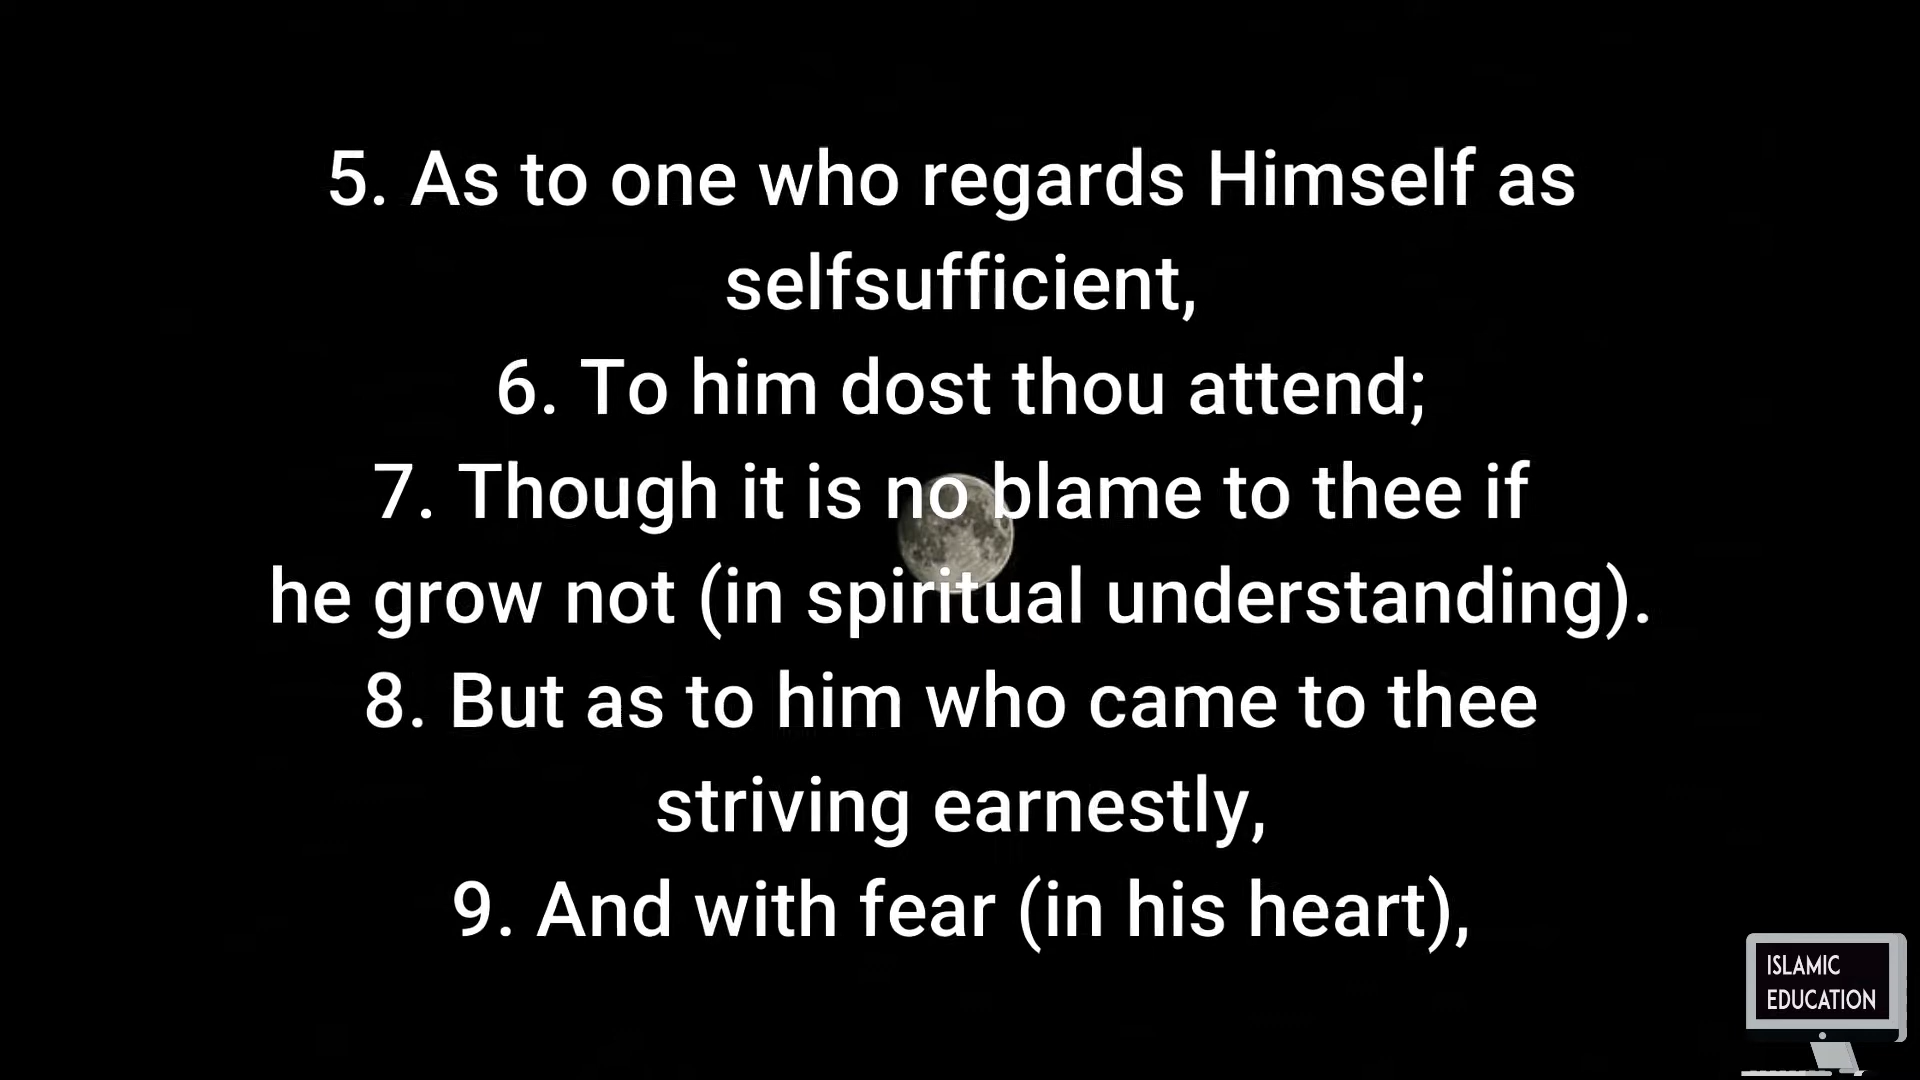 5. As to one who regards Himself as
selfsufficient,
6. To him dost thou attend;
7. Though it is no blame to thee if
he grow not (in spiritual understanding).
8. But as to him who came to thee
striving earnestly,
9. And with fear (in his heart),
ISLAMIC
EDUCATION